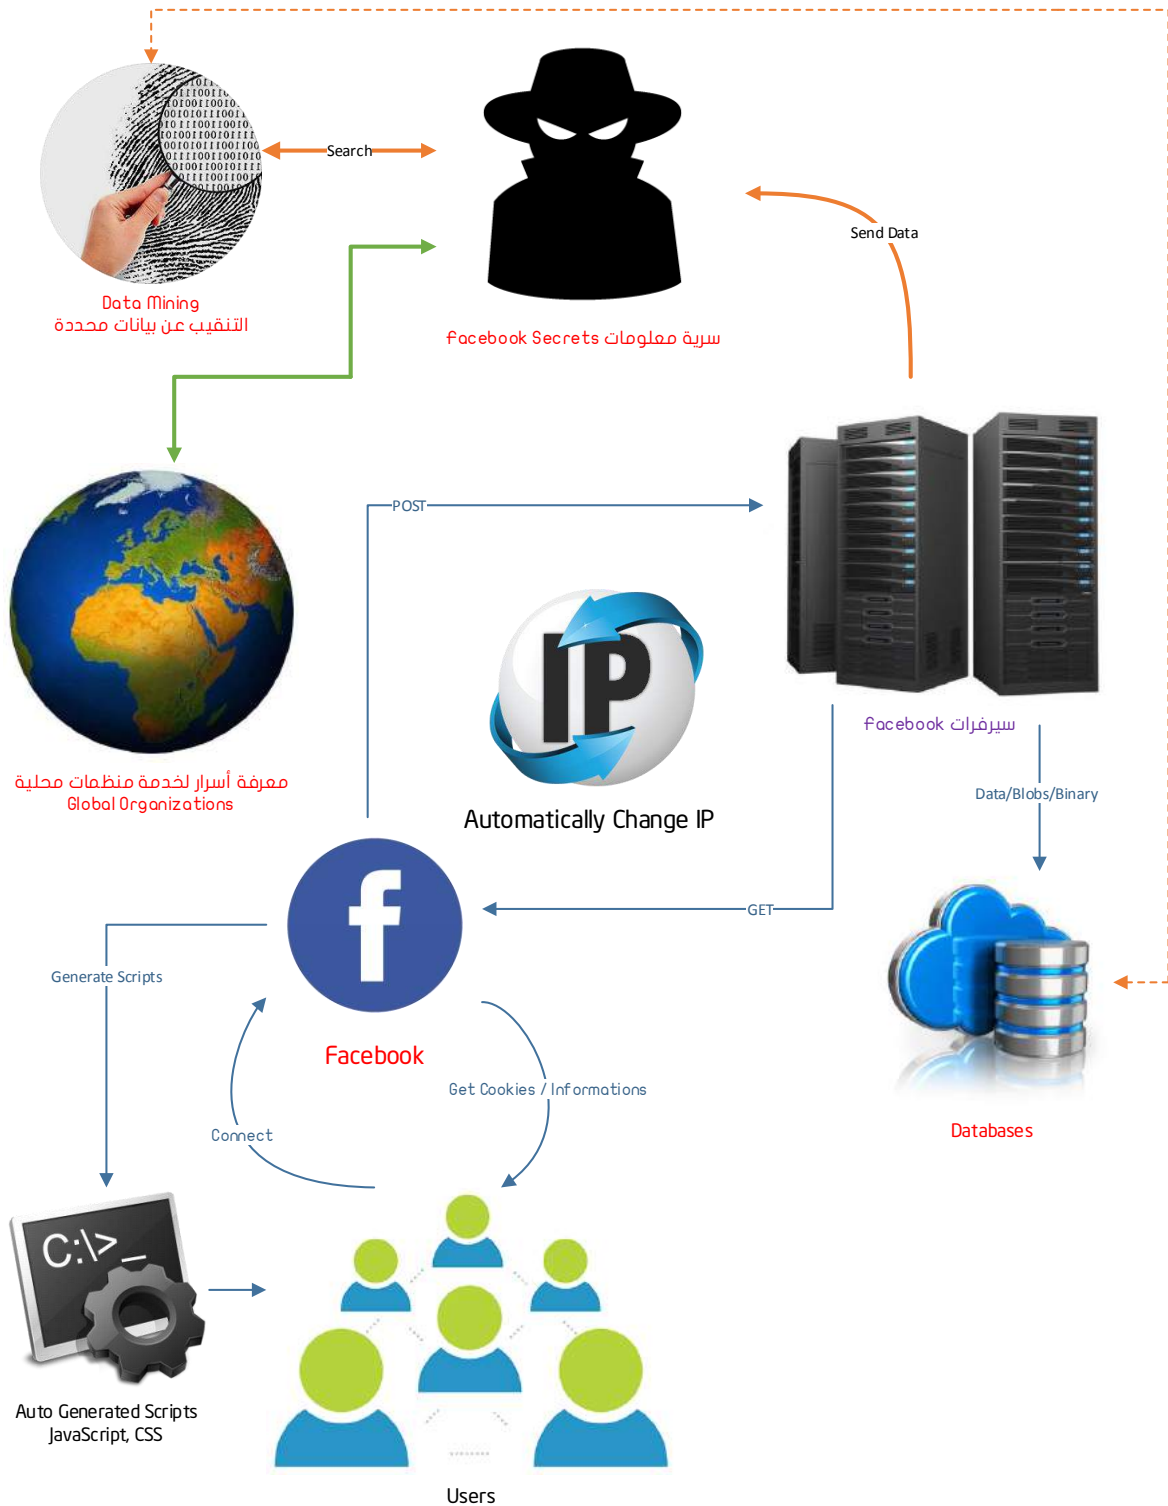 Search
Send Data
Data Mining
التنقيب عن بيانات محددة
سرية معلومات Facebook Secrets
POST
IP
سيرفرات Facebook
معرفة أسرار لخدمة منظمات محلية
Global Organizations
Data/Blobs/Binary
Automatically Change IP
f
GET
Generate Scripts
Facebook
Get Cookies / Informations
Connect
Databases
C:\>_
Auto Generated Scripts
JavaScript, CSS
Users